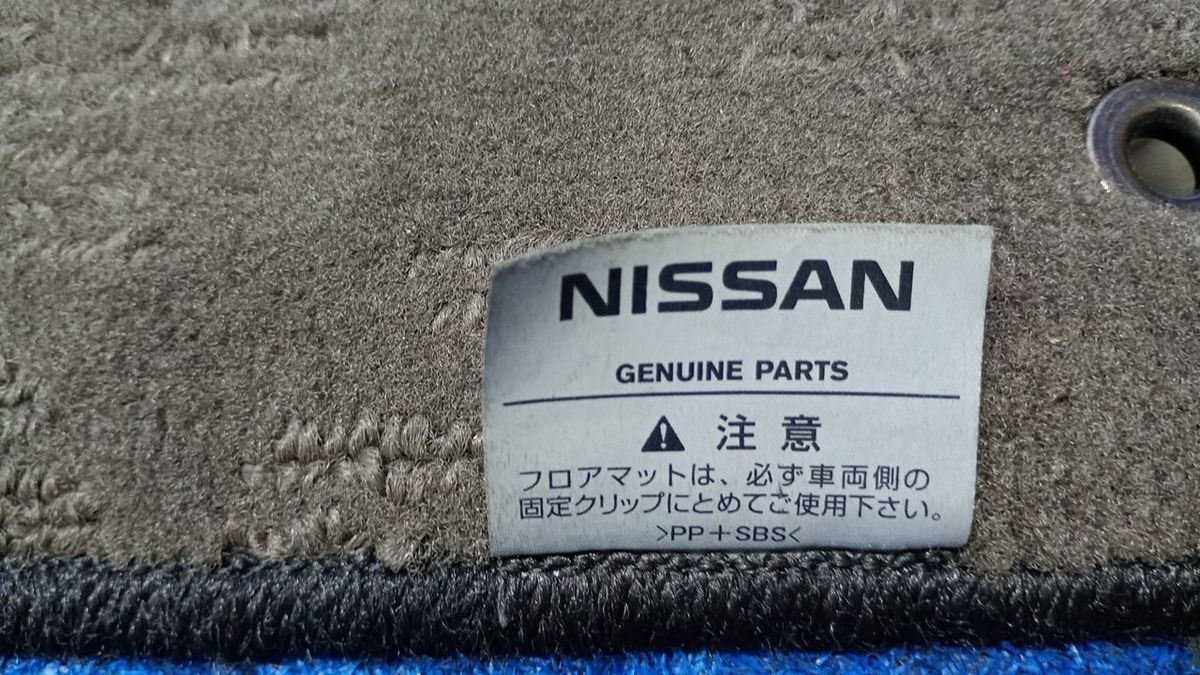 NISSAN
GENUINE PARTS
⚠ 注意
フロアマットは、必ず車両側の
固定クリップにとめてご使用下さい。
>PP+SBS<